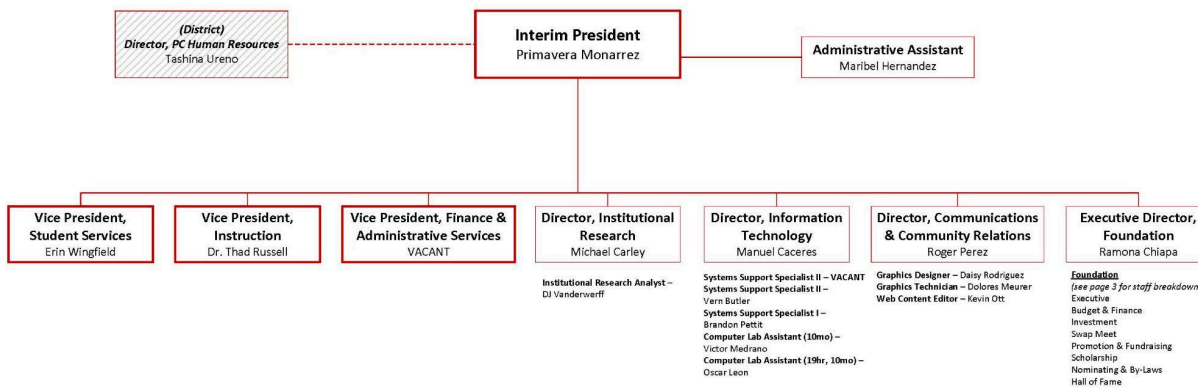 (District)
Director, PC Human Resources
Tashina Ureno
Interim President
Primavera Monarrez
Administrative Assistant
Maribel Hernandez
Vice President,
Student Services
Erin Wingfield
Vice President,
Instruction
Dr. Thad Russell
Vice President, Finance &
Administrative Services
VACANT
Director, Institutional
Research
Michael Carley
Institutional Research Analyst –
DJ Vanderwerff
Director, Information
Technology
Manuel Caceres
Systems Support Specialist II – VACANT
Systems Support Specialist II –
Vern Butler
Systems Support Specialist I –
Brandon Pettit
Computer Lab Assistant (10mo) –
Victor Medrano
Computer Lab Assistant (19hr, 10mo) –
Oscar Leon
Director, Communications
& Community Relations
Roger Perez
Graphics Designer – Daisy Rodriguez
Graphics Technician – Dolores Meurer
Web Content Editor – Kevin Ott
Executive Director,
Foundation
Ramona Chiapa
Foundation
(see page 3 for staff breakdown
Executive
Budget & Finance
Investment
Swap Meet
Promotion & Fundraising
Scholarship
Nominating & By-Laws
Hall of Fame